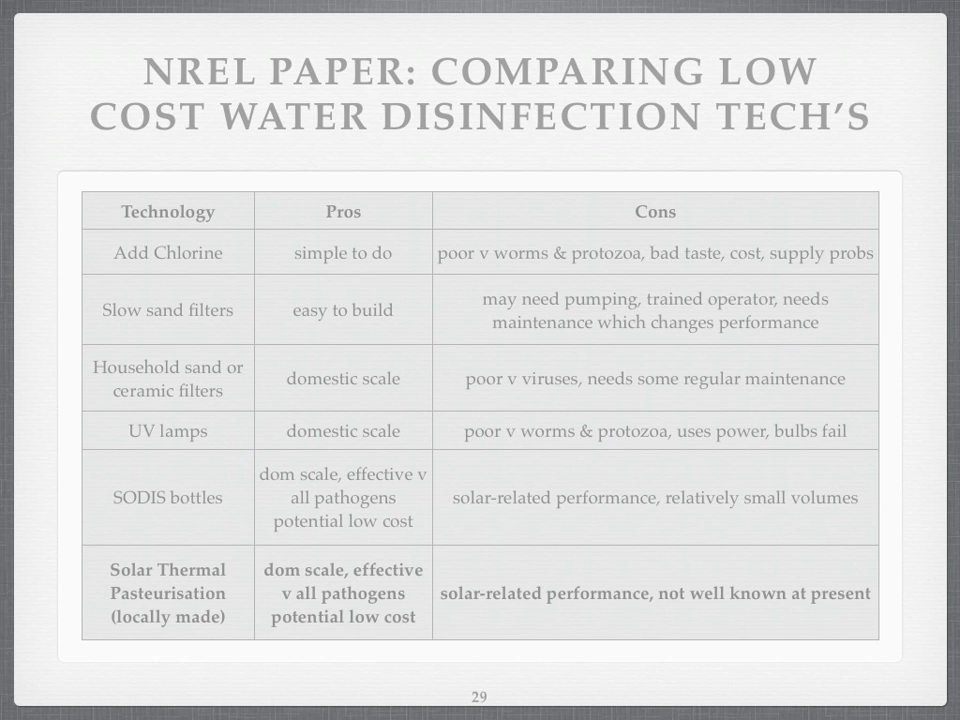 NREL PAPER: COMPARING LOW
COST WATER DISINFECTION TECH'S
Technology Pros Cons
Add Chlorine simple to do poor v worms & protozoa, bad taste, cost, supply probs
Slow sand filters easy to build may need pumping, trained operator, needs
maintenance which changes performance
Household sand or
ceramic filters
domestic scale poor v viruses, needs some regular maintenance
UV lamps domestic scale poor v worms & protozoa, uses power, bulbs fail
SODIS bottles
dom scale, effective v
all pathogens
potential low cost
solar-related performance, relatively small volumes
Solar Thermal
Pasteurisation
(locally made)
dom scale, effective
v all pathogens
potential low cost
solar-related performance, not well known at present
29